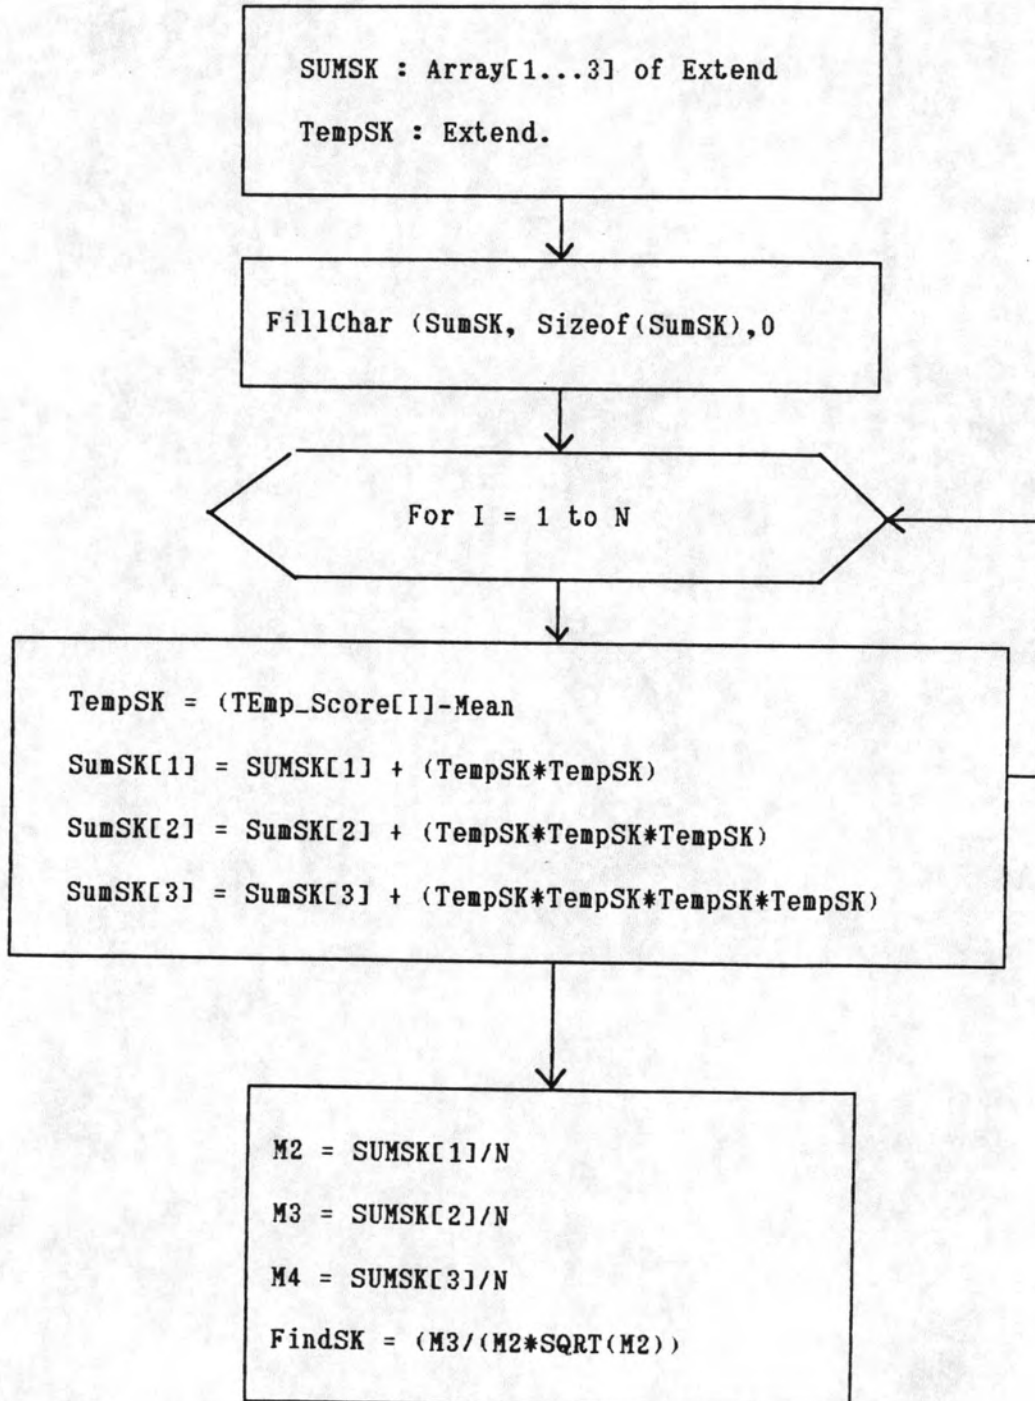 SUMSK : Array[1...3] of Extend
TempSK : Extend.
FillChar (SumSK, Sizeof(SumSK),0
For I = 1 to N
TempSK = (TEmp_Score[I]-Mean
SumSK[1] = SUMSK[1] + (TempSK*TempSK)
SumSK[2] = SumSK[2] + (TempSK*TempSK*TempSK)
SumSK[3] = SumSK[3] + (TempSK*TempSK*TempSK*TempSK)
M2 = SUMSK[1]/N
M3 = SUMSK[2]/N
M4 = SUMSK[3]/N
FindSK = (M3/(M2*SQRT(M2))